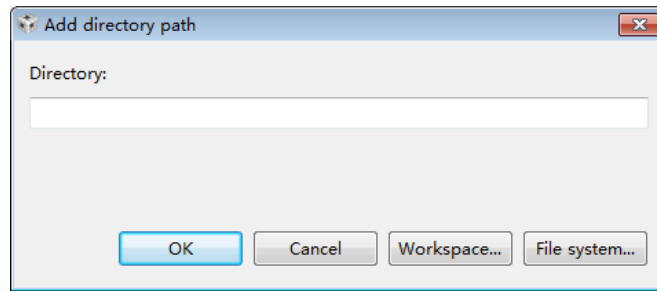 Add directory path
Directory:
OK Cancel Workspace... File system...